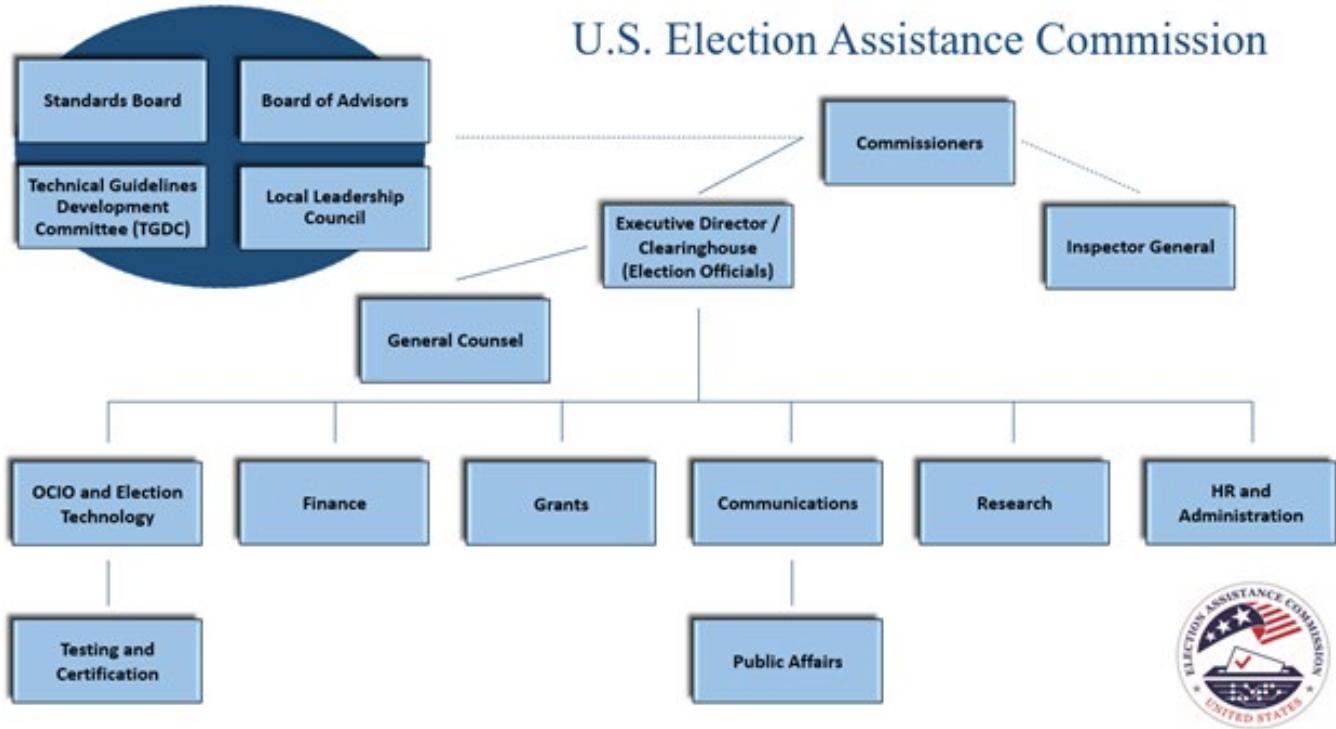 U.S. Election Assistance Commission
Standards Board
Board of Advisors
Commissioners
Technical Guidelines
Development
Committee (TGDC)
Local Leadership
Council
Executive Director /
Clearinghouse
(Election Officials)
Inspector General
General Counsel
OCIO and Election
Technology
Finance
Grants
Communications
Research
HR and
Administration
Testing and
Certification
Public Affairs
ELECTION ASSISTANCE COMMISSION
UNITED STATES